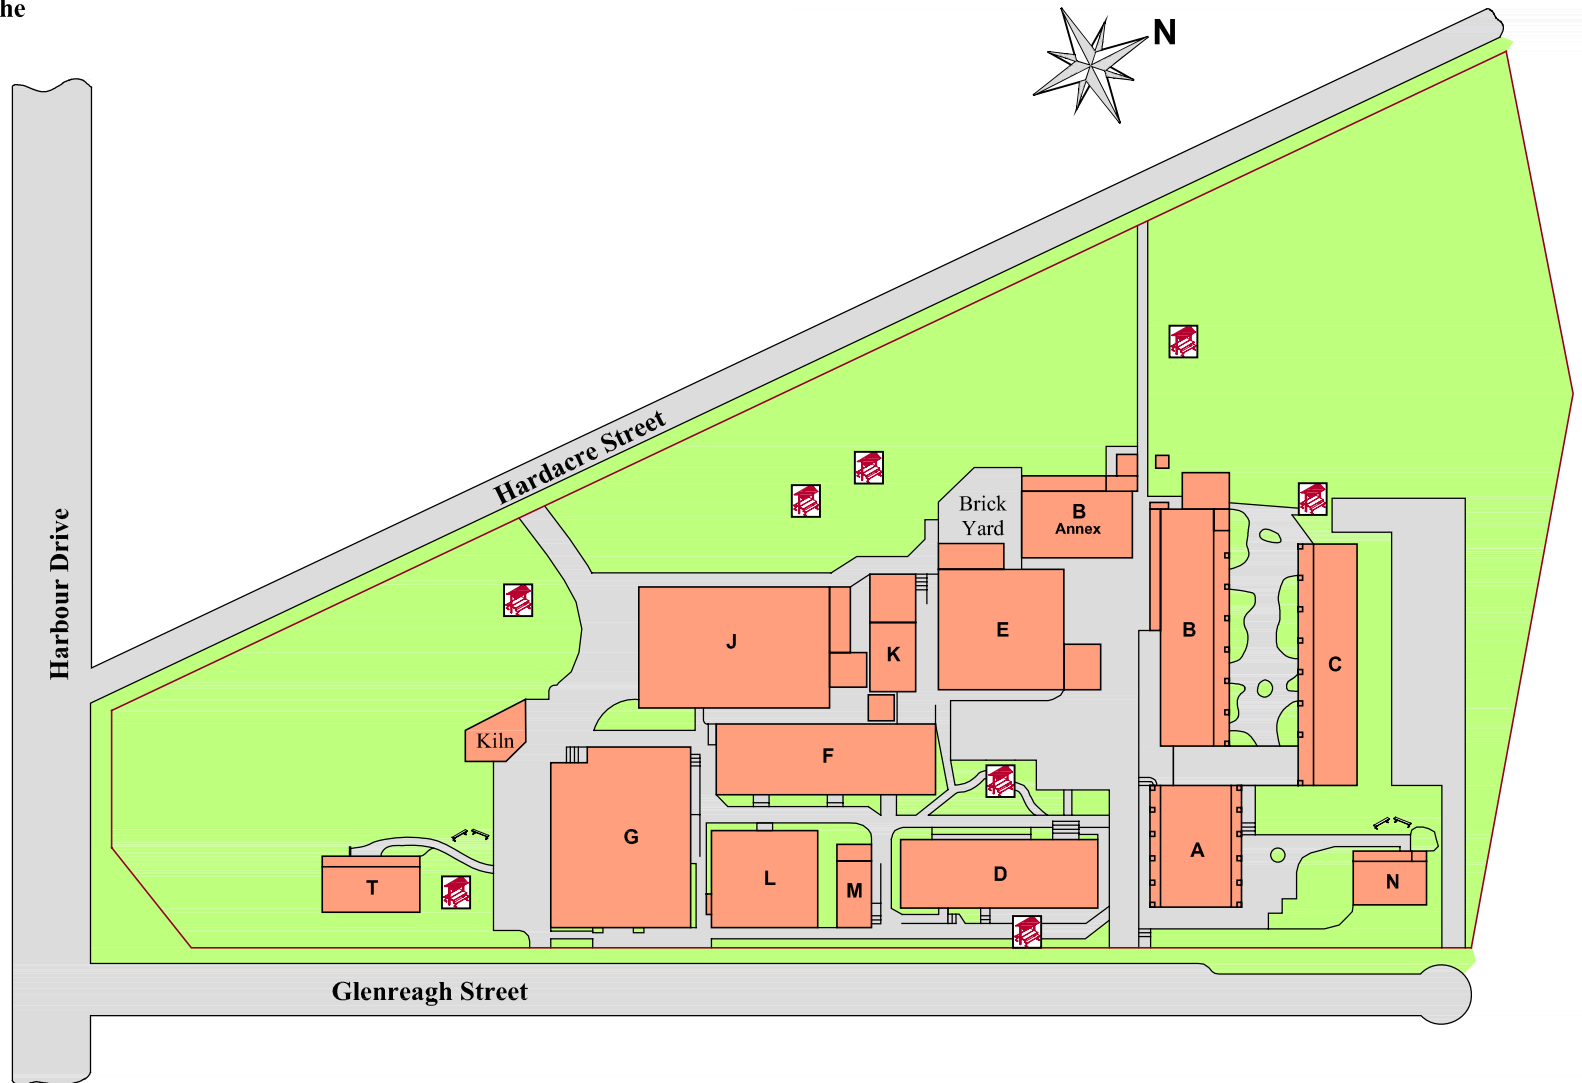 he
N
Hardacre Street
Harbour Drive
Brick
Yard
B
Annex
J
K
E
B
C
Kiln
F
G
L
M
D
A
T
N
Glenreagh Street